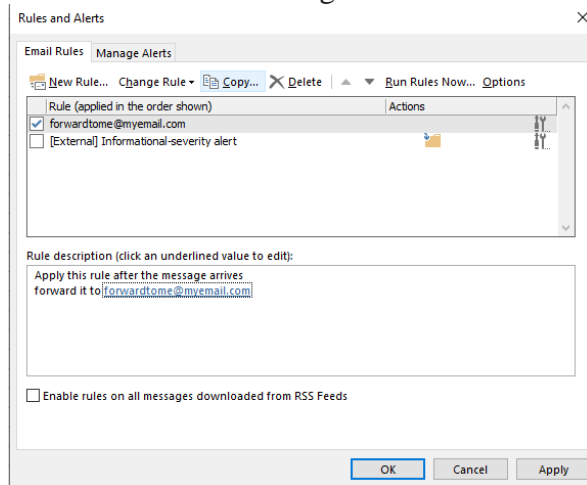 Rules and Alerts
Email Rules Manage Alerts
New Rule... Change Rule Copy... Delete Run Rules Now... Options
Rule (applied in the order shown) Actions
forwardtome@myemail.com
[External] Informational-severity alert
Rule description (click an underlined value to edit):
Apply this rule after the message arrives
forward it to forwardtome@myemail.com
Enable rules on all messages downloaded from RSS Feeds
OK Cancel Apply